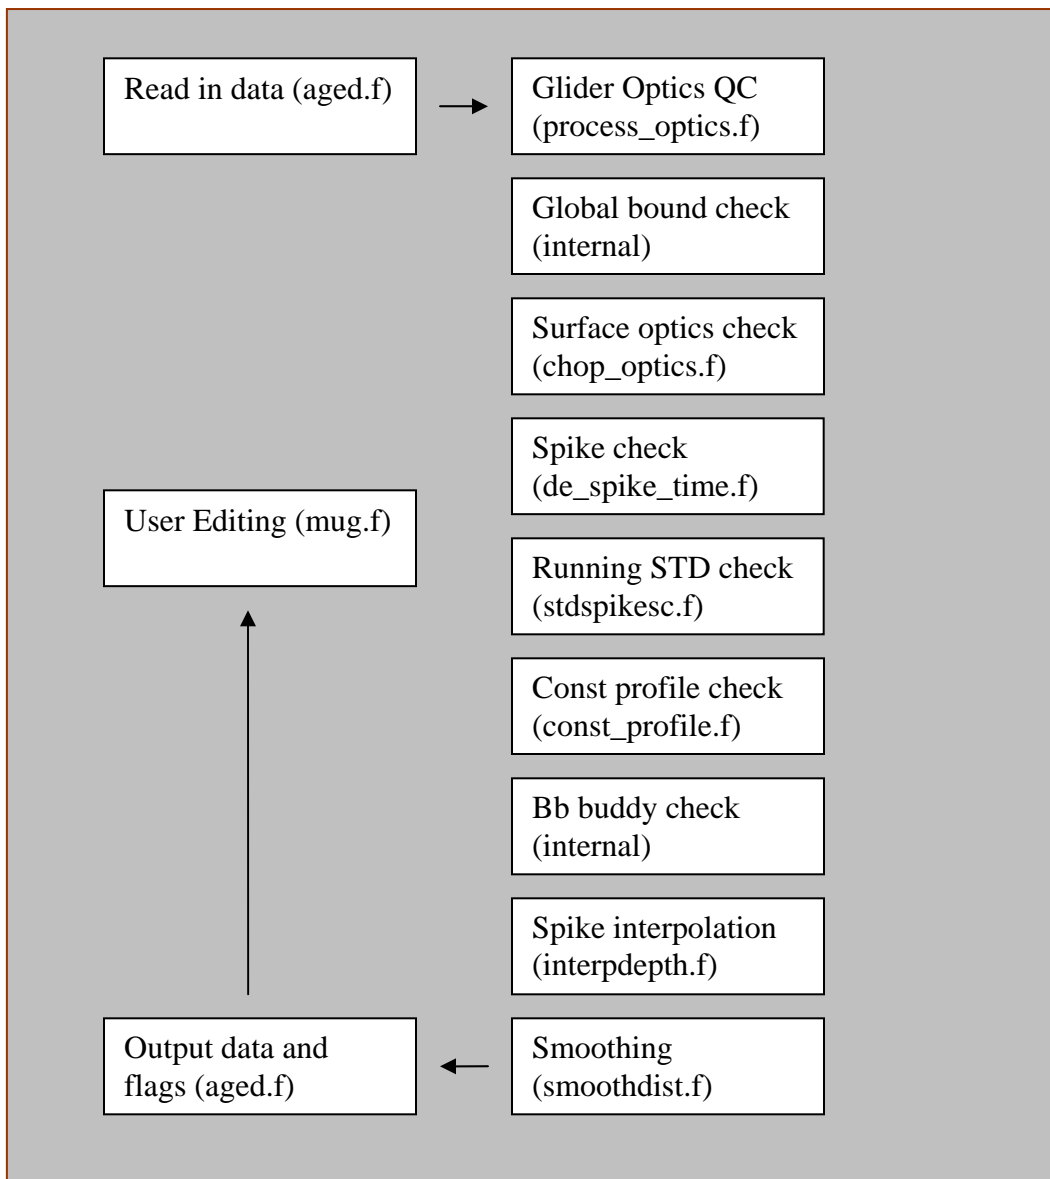 Read in data (aged.f)
Glider Optics QC
(process_optics.f)
Global bound check
(internal)
Surface optics check
(chop_optics.f)
Spike check
(de_spike_time.f)
User Editing (mug.f)
Running STD check
(stdspikesc.f)
Const profile check
(const_profile.f)
Bb buddy check
(internal)
Spike interpolation
(interpdepth.f)
Output data and
flags (aged.f)
Smoothing
(smoothdist.f)